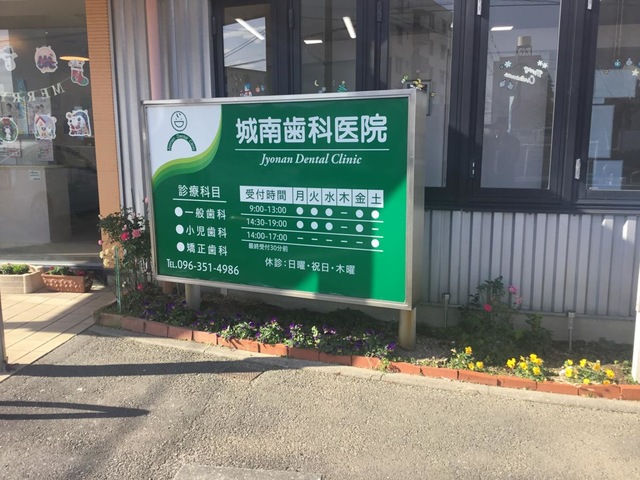 城南歯科医院
Jyonan Dental Clinic
診療科目
●一般歯科
●小児歯科
●矯正歯科
TEL.096-351-4986
受付時間 月 火 水 木 金 土
9:00-13:00 ● ● ● － ● ●
14:30-19:00 ● ● ● － ● －
14:00-17:00 － － － － － ●
最終受付30分前
休診：日曜・祝日・木曜